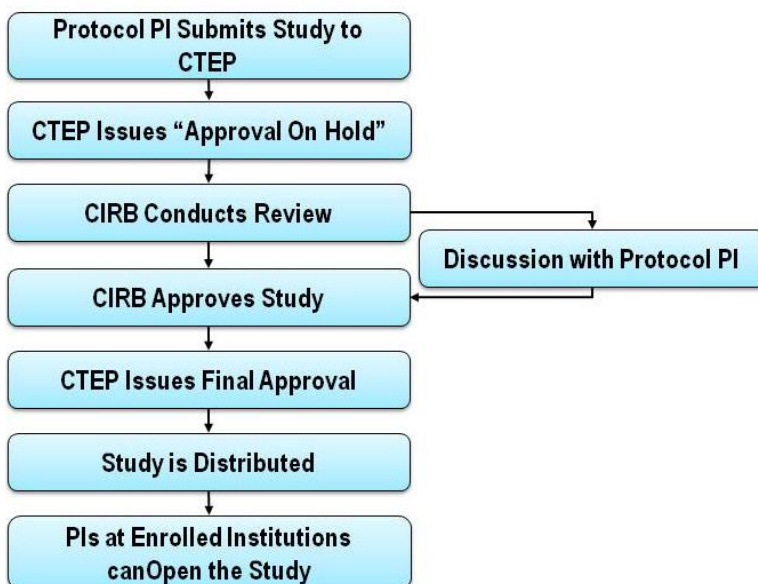 Protocol PI Submits Study to
CTEP
CTEP Issues “Approval On Hold”
CIRB Conducts Review
Discussion with Protocol PI
CIRB Approves Study
CTEP Issues Final Approval
Study is Distributed
PIs at Enrolled Institutions
canOpen the Study